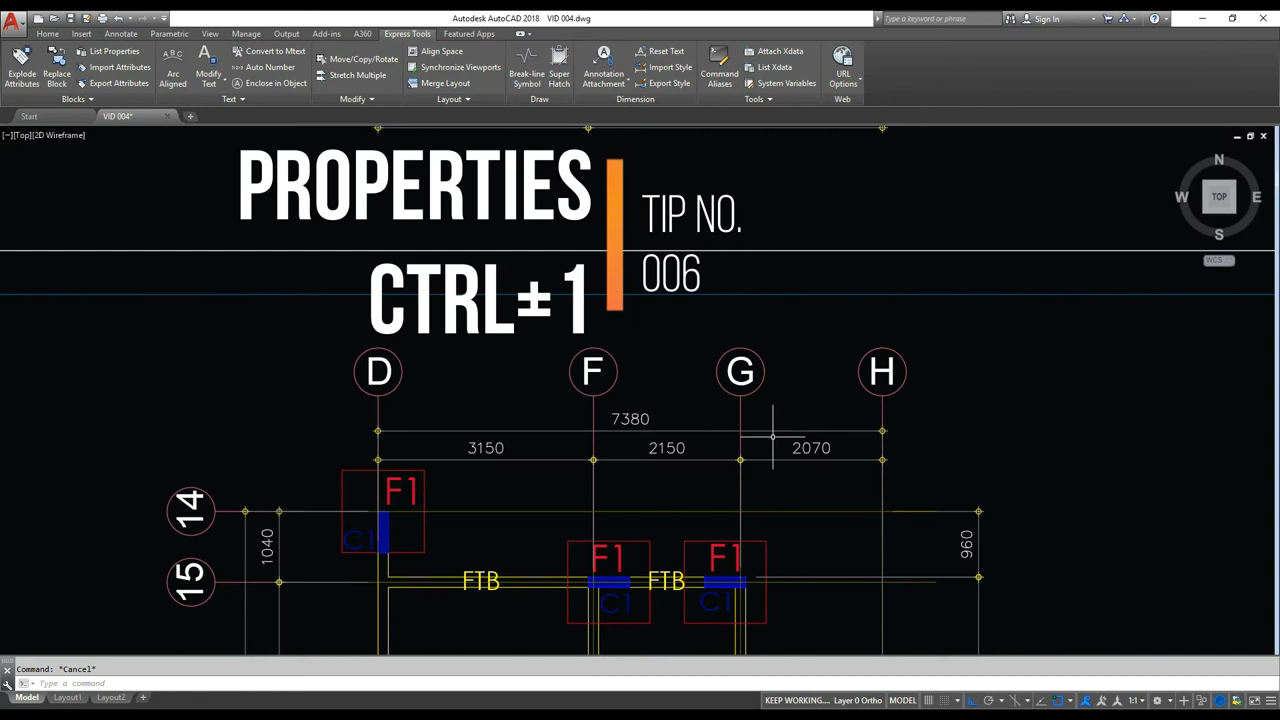 Autodesk AutoCAD 2018 VID 004.dwg
Type a keyword or phrase
Sign In
Home Insert Annotate Parametric View Manage Output Add-ins A360 Express Tools Featured Apps
Explode Attributes
Replace Block
List Properties
Import Attributes
Export Attributes
Arc Aligned
Modify Text
Convert to Mtext
Auto Number
Enclose in Object
Move/Copy/Rotate
Stretch Multiple
Align Space
Synchronize Viewports
Merge Layout
Break-line Symbol
Super Hatch
Annotation Attachment
Reset Text
Import Style
Export Style
Command Aliases
Attach Xdata
List Xdata
System Variables
URL Options
Blocks Text Modify Layout Draw Dimension Tools Web
Start VID 004*
[-][Top][2D Wireframe]
PROPERTIES
CTRL± 1
TIP NO.
006
N
W TOP E
S
WCS
D F G H
7380
3150 2150 2070
14
F1
C1
1040
960
15
FTB
F1
C1
FTB
F1
C1
Command: *Cancel*
Type a command
Model Layout1 Layout2 +
KEEP WORKING.... Layer 0 Ortho MODEL
1:1